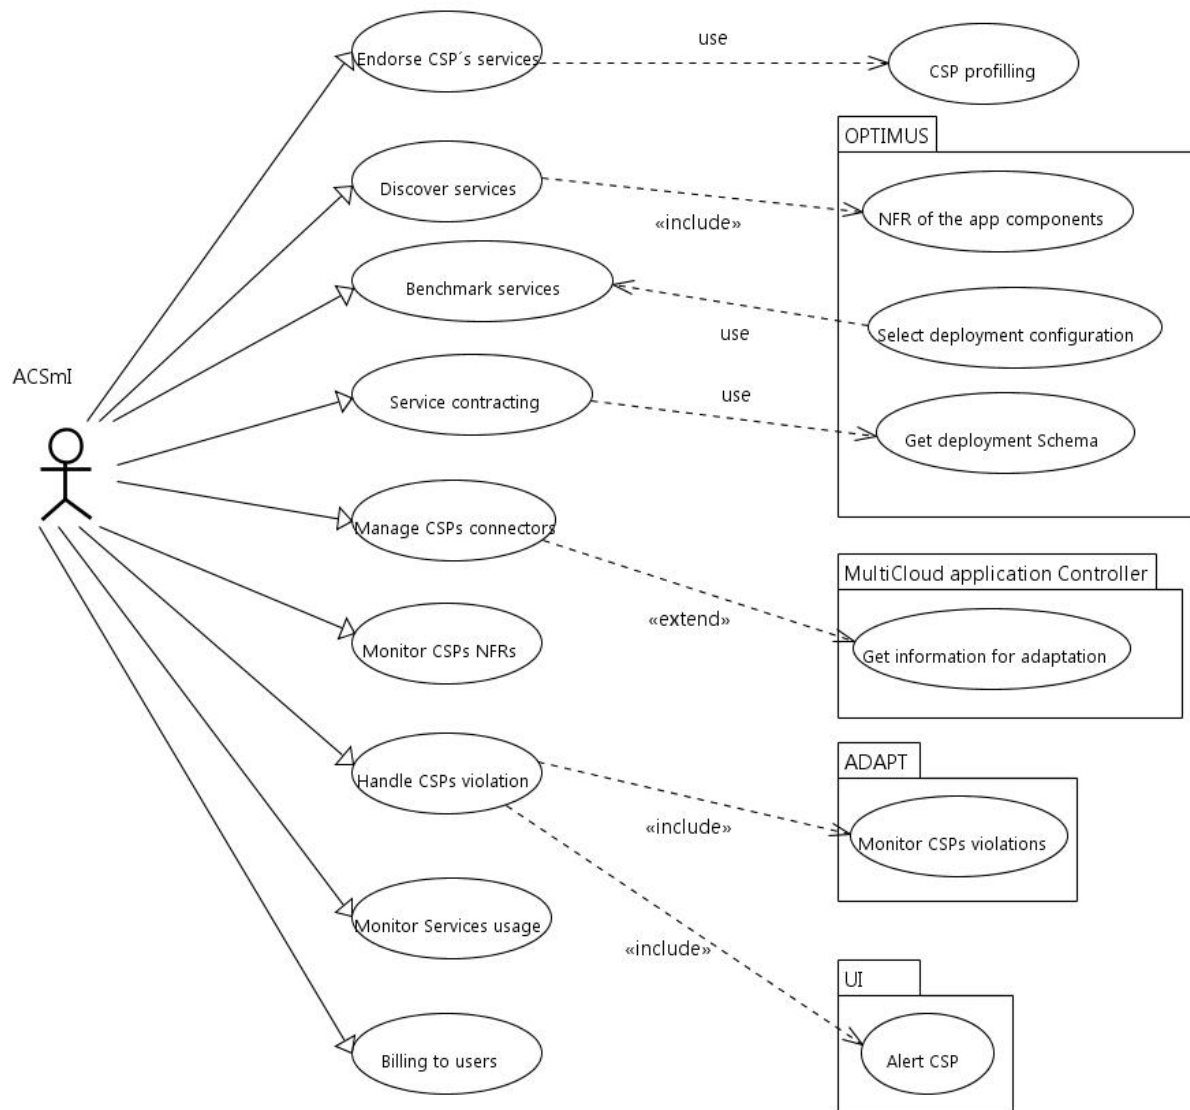 use
Endorse CSP´s services
CSP profilling
OPTIMUS
Discover services
«include»
NFR of the app components
Benchmark services
use
Select deployment configuration
ACSmI
Service contracting
use
Get deployment Schema
Manage CSPs connectors
«extend»
MultiCloud application Controller
Get information for adaptation
Monitor CSPs NFRs
Handle CSPs violation
«include»
ADAPT
Monitor CSPs violations
Monitor Services usage
«include»
UI
Billing to users
Alert CSP